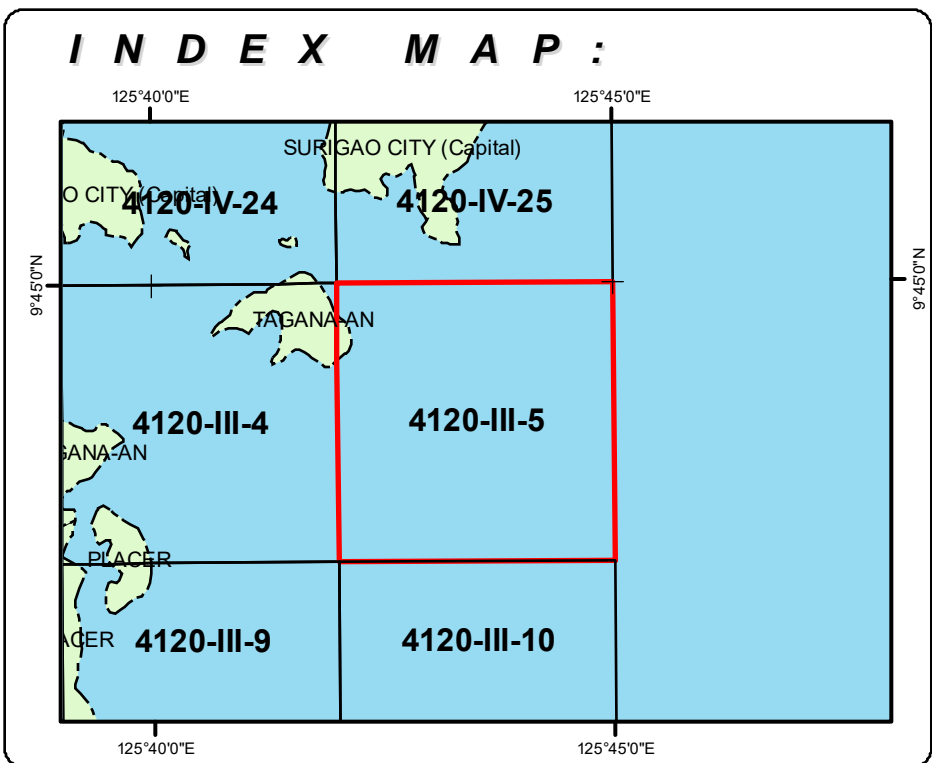 INDEX MAP:
125°40'0"E 125°45'0"E
SURIGAO CITY (Capital)
O CITY (Capital)
4120-IV-24 4120-IV-25
9°45'0"N 9°45'0"N
TAGANA-AN
4120-III-4 4120-III-5
GANA-AN
PLACER
ACER 4120-III-9 4120-III-10
125°40'0"E 125°45'0"E